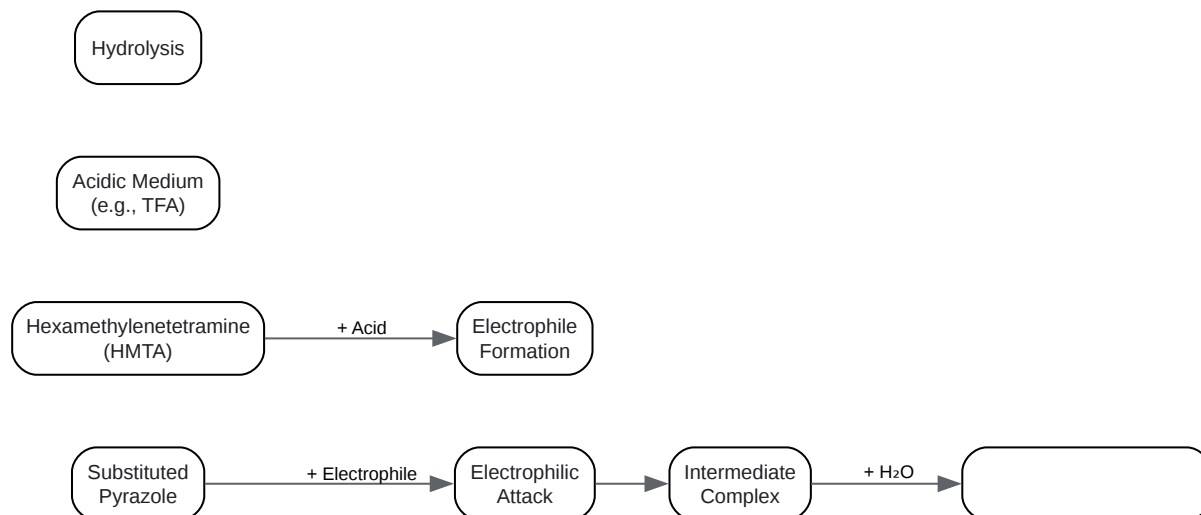 Hydrolysis
Acidic Medium
(e.g., TFA)
Hexamethylenetetramine
(HMTA)
+ Acid
Electrophile
Formation
Substituted
Pyrazole
+ Electrophile
Electrophilic
Attack
Intermediate
Complex
+ H₂O